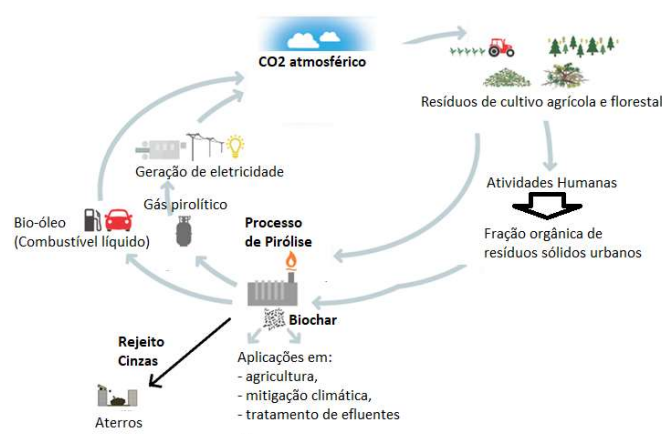 CO2 atmosférico
Resíduos de cultivo agrícola e florestal
Geração de eletricidade
Atividades Humanas
Gás pirolítico
Bio-óleo
(Combustível líquido)
Processo
de Pirólise
Fração orgânica de
resíduos sólidos urbanos
Biochar
Rejeito
Cinzas
Aplicações em:
- agricultura,
- mitigação climática,
- tratamento de efluentes
Aterros